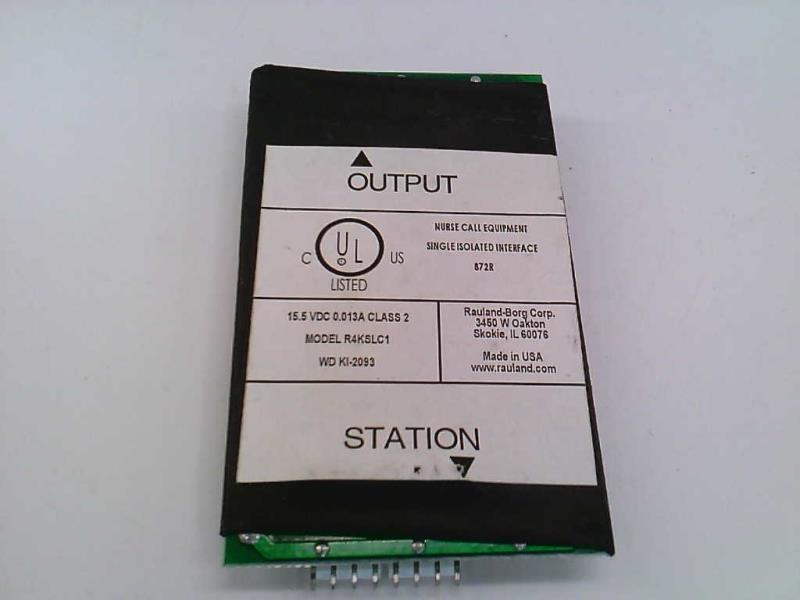 OUTPUT
C UL US
LISTED
NURSE CALL EQUIPMENT
SINGLE ISOLATED INTERFACE
872R
15.5 VDC 0.013A CLASS 2
MODEL R4KSLC1
WD KI-2093
Rauland-Borg Corp.
3450 W Oakton
Skokie, IL 60076
Made in USA
www.rauland.com
STATION